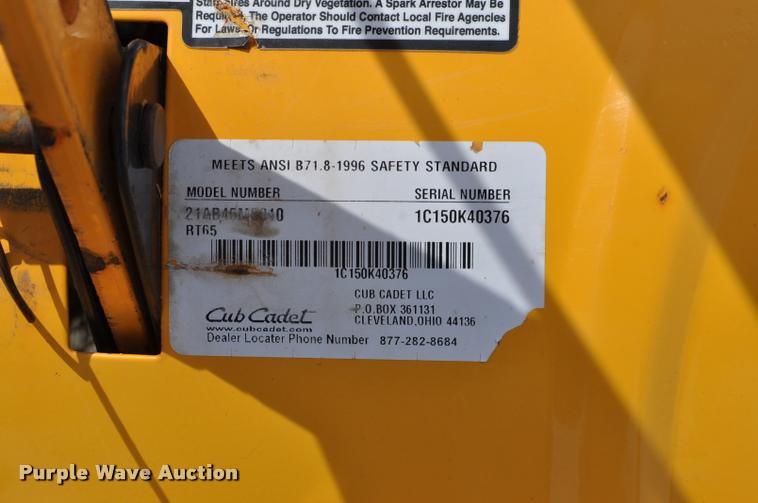 Fires Around Dry Vegetation. A Spark Arrestor May Be
The Operator Should Contact Local Fire Agencies
For Laws Or Regulations To Fire Prevention Requirements.
MEETS ANSI B71.8-1996 SAFETY STANDARD
MODEL NUMBER SERIAL NUMBER
1C150K40376
RT65
1C150K40376
CUB CADET LLC
P.O.BOX 361131
CLEVELAND,OHIO 44136
Cub Cadet
www.cubcadet.com
Dealer Locater Phone Number 877-282-8684
Purple Wave Auction